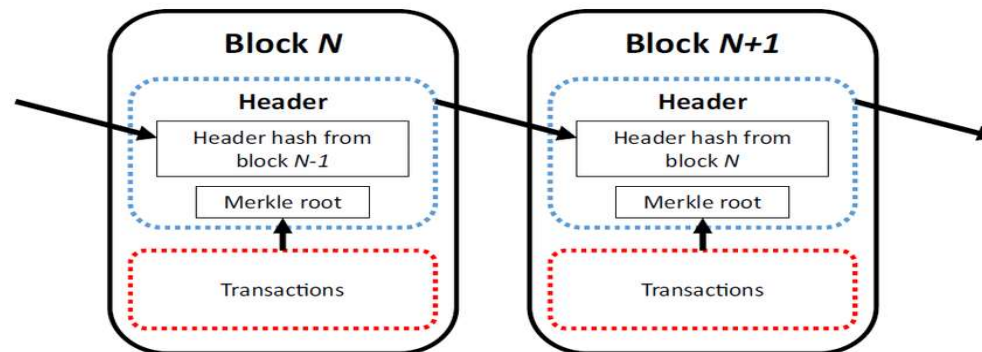 Block N
Header
Header hash from
block N-1
Merkle root
Transactions
Block N+1
Header
Header hash from
block N
Merkle root
Transactions